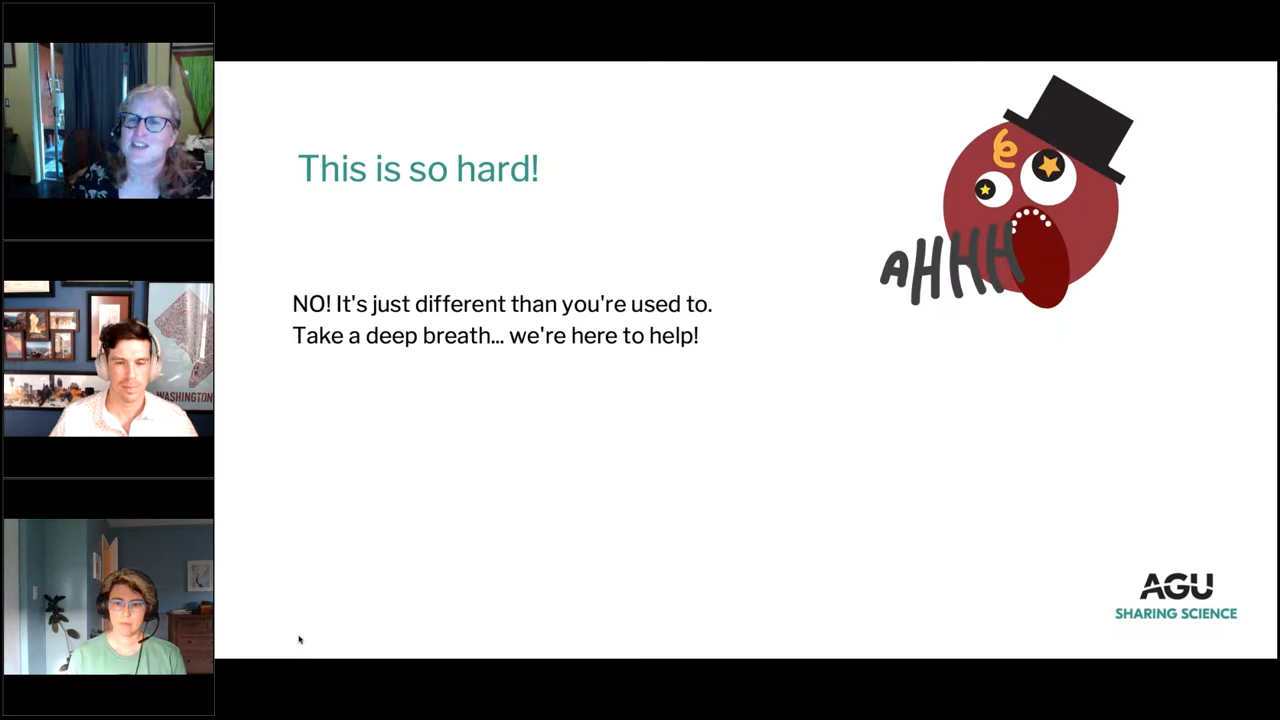 This is so hard!
AHHH
NO! It's just different than you're used to.
Take a deep breath... we're here to help!
WASHINGTON
AGU
SHARING SCIENCE